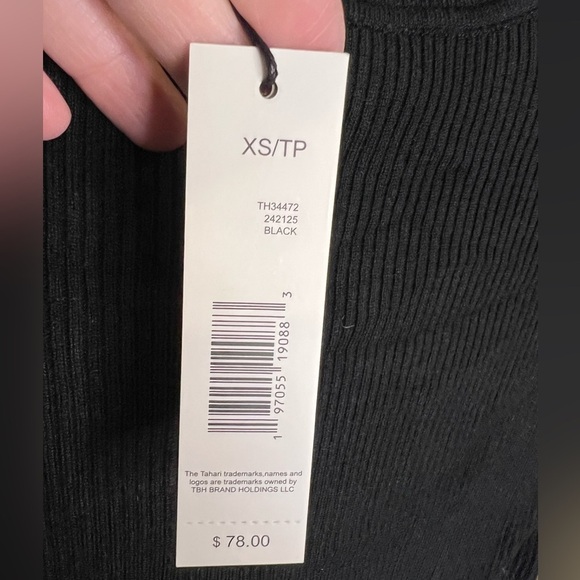 XS/TP
TH34472
242125
BLACK
1 97055 19088 3
The Tahari trademarks,names and
logos are trademarks owned by
TBH BRAND HOLDINGS LLC
$ 78.00